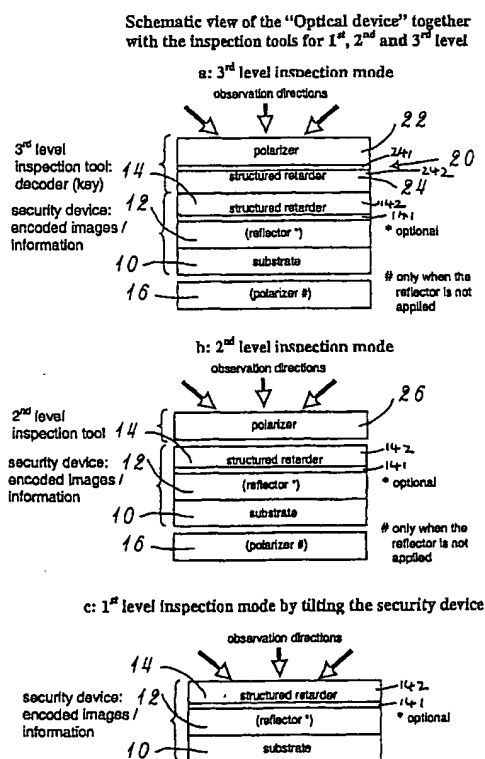 Schematic view of the "Optical device" together
with the inspection tools for 1st, 2nd and 3rd level
a: 3rd level inspection mode
observation directions
22
polarizer
241
20
3rd level
inspection tool:
decoder (key)
14
242
structured retarder
24
security device:
encoded images /
information
12
structured retarder
142
141
(reflector *)
* optional
10
substrate
# only when the
reflector is not
applied
16
(polarizer #)
b: 2nd level inspection mode
observation directions
26
polarizer
2nd level
inspection tool
14
142
structured retarder
141
security device:
encoded images /
information
12
(reflector *)
* optional
10
substrate
# only when the
reflector is not
applied
16
(polarizer #)
c: 1st level inspection mode by tilting the security device
observation directions
14
structured retarder
142
security device:
encoded images /
information
12
141
(reflector *)
* optional
10
substrate